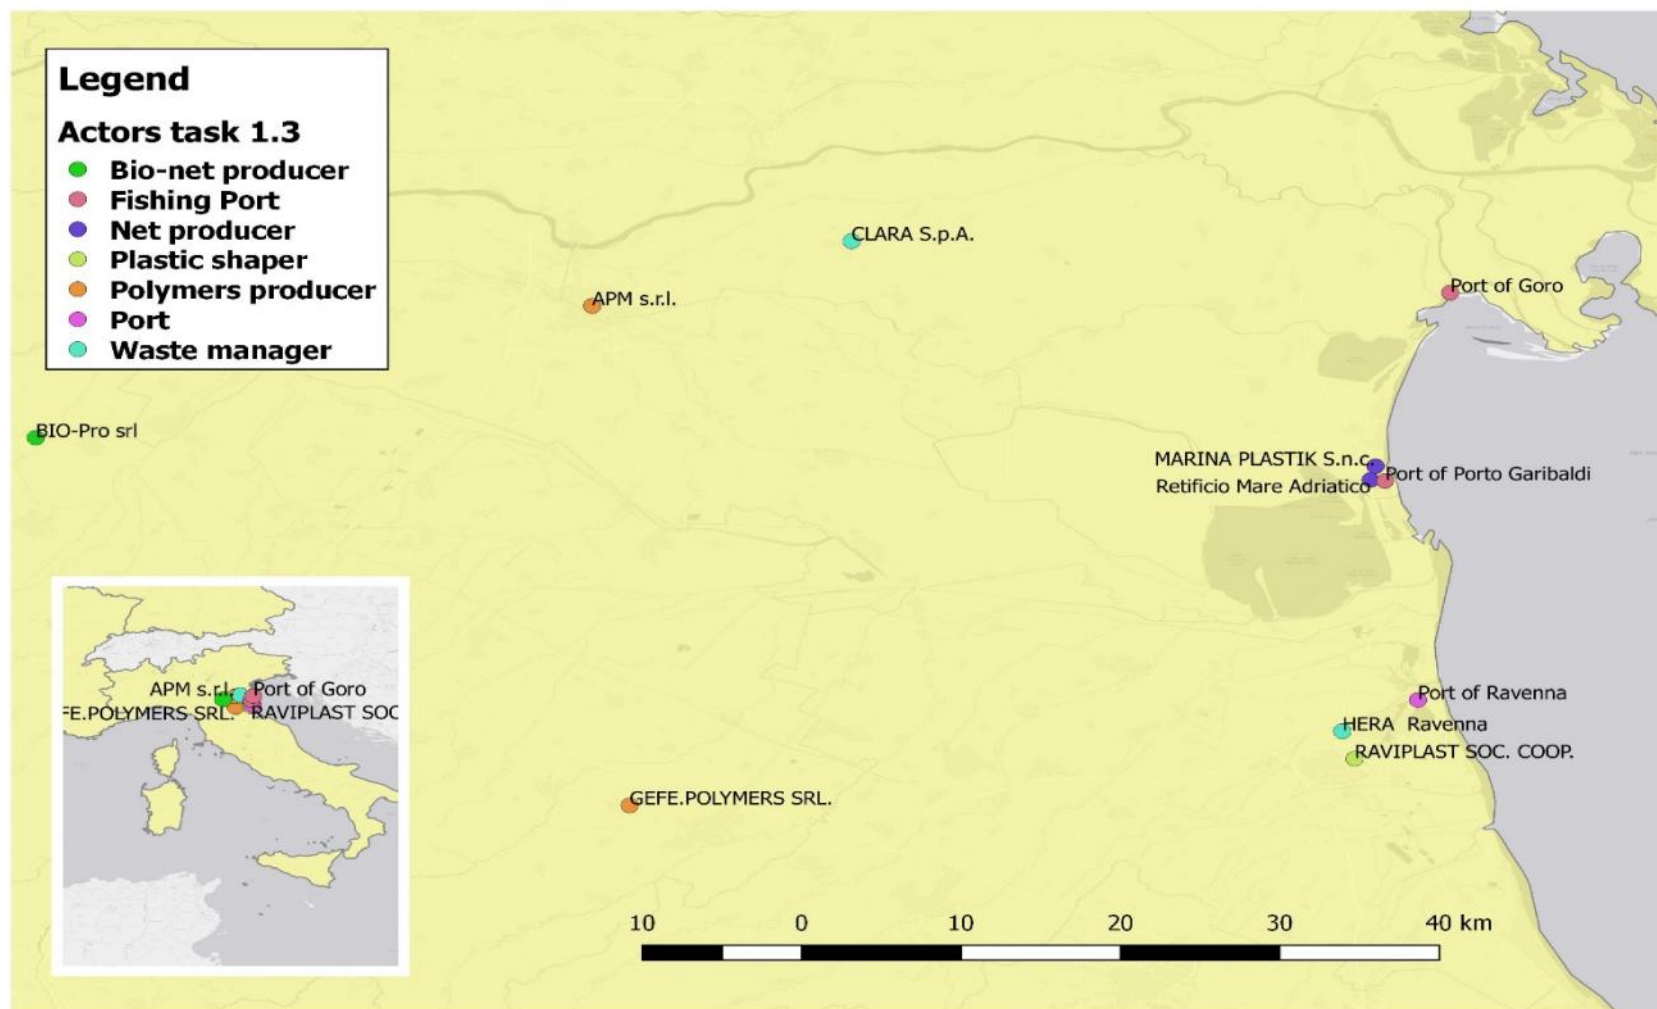 Legend
Actors task 1.3
Bio-net producer
Fishing Port
Net producer
Plastic shaper
Polymers producer
Port
Waste manager
CLARA S.p.A.
APM s.r.l.
Port of Goro
BIO-Pro srl
MARINA PLASTIK S.n.c.
Port of Porto Garibaldi
Retificio Mare Adriatico
Port of Ravenna
HERA Ravenna
RAVIPLAST SOC. COOP.
GEFE.POLYMERS SRL.
APM s.r.l. Port of Goro
FE.POLYMERS SRL. RAVIPLAST SOC
10 0 10 20 30 40 km